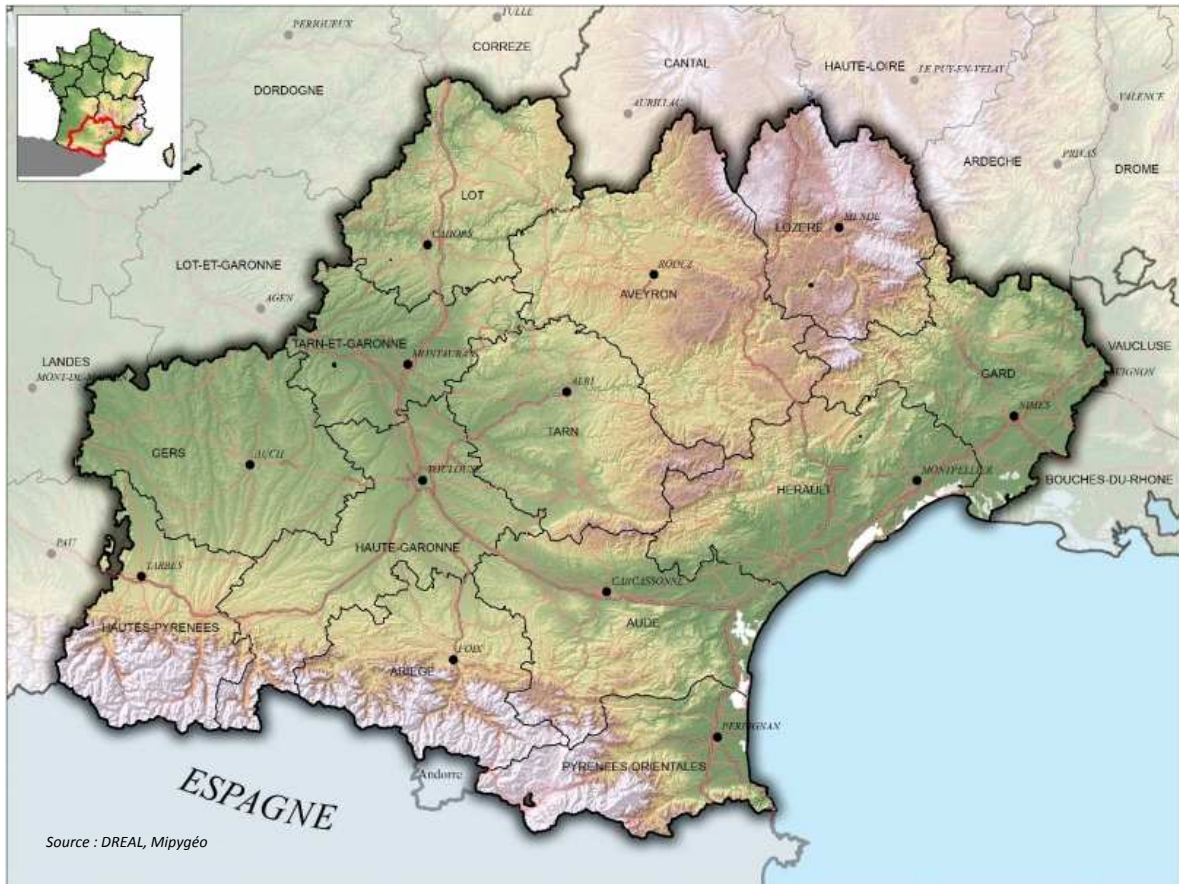 TULLE
PERIGUEUX
CORREZE
CANTAL
HAUTE-LOIRE
LE PUY-EN-VELAY
DORDOGNE
AURILLAC
VALENCE
PRIVAS
ARDECHE
DROME
LOT
LOZERE
MENDE
CAHORS
LOT-ET-GARONNE
RODEZ
AVEYRON
AGEN
TARN-ET-GARONNE
LANDES
VAUCLUSE
MONTAUBAN
GARD
ALBI
NIMES
TARN
GERS
AUCH
TOULOUSE
MONTPELLIER
HERAULT
BOUCHES-DU-RHONE
HAUTE-GARONNE
PAU
TARBES
CARCASSONNE
AUDE
HAUTES-PYRENEES
FOIX
ARIEGE
PERPIGNAN
PYRENEES-ORIENTALES
Andorre
ESPAGNE
Source : DREAL, Mipygéo